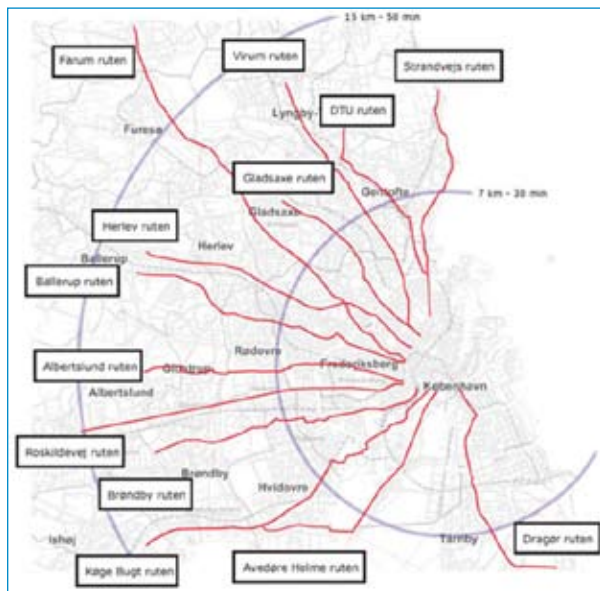 15 km - 50 min
Farum ruten
Virum ruten
Strandvejs ruten
Lyngby-
DTU ruten
Furesø
Gladsaxe ruten
Gentofte
7 km - 30 min
Gladsaxe
Herlev ruten
Herlev
Ballerup
Ballerup ruten
Rødovre
Albertslund ruten
Glostrup
Frederiksberg
København
Albertslund
Roskildevej ruten
Brøndby
Brøndby ruten
Hvidovre
Ishøj
Tårnby
Dragør ruten
Køge Bugt ruten
Avedøre Holme ruten